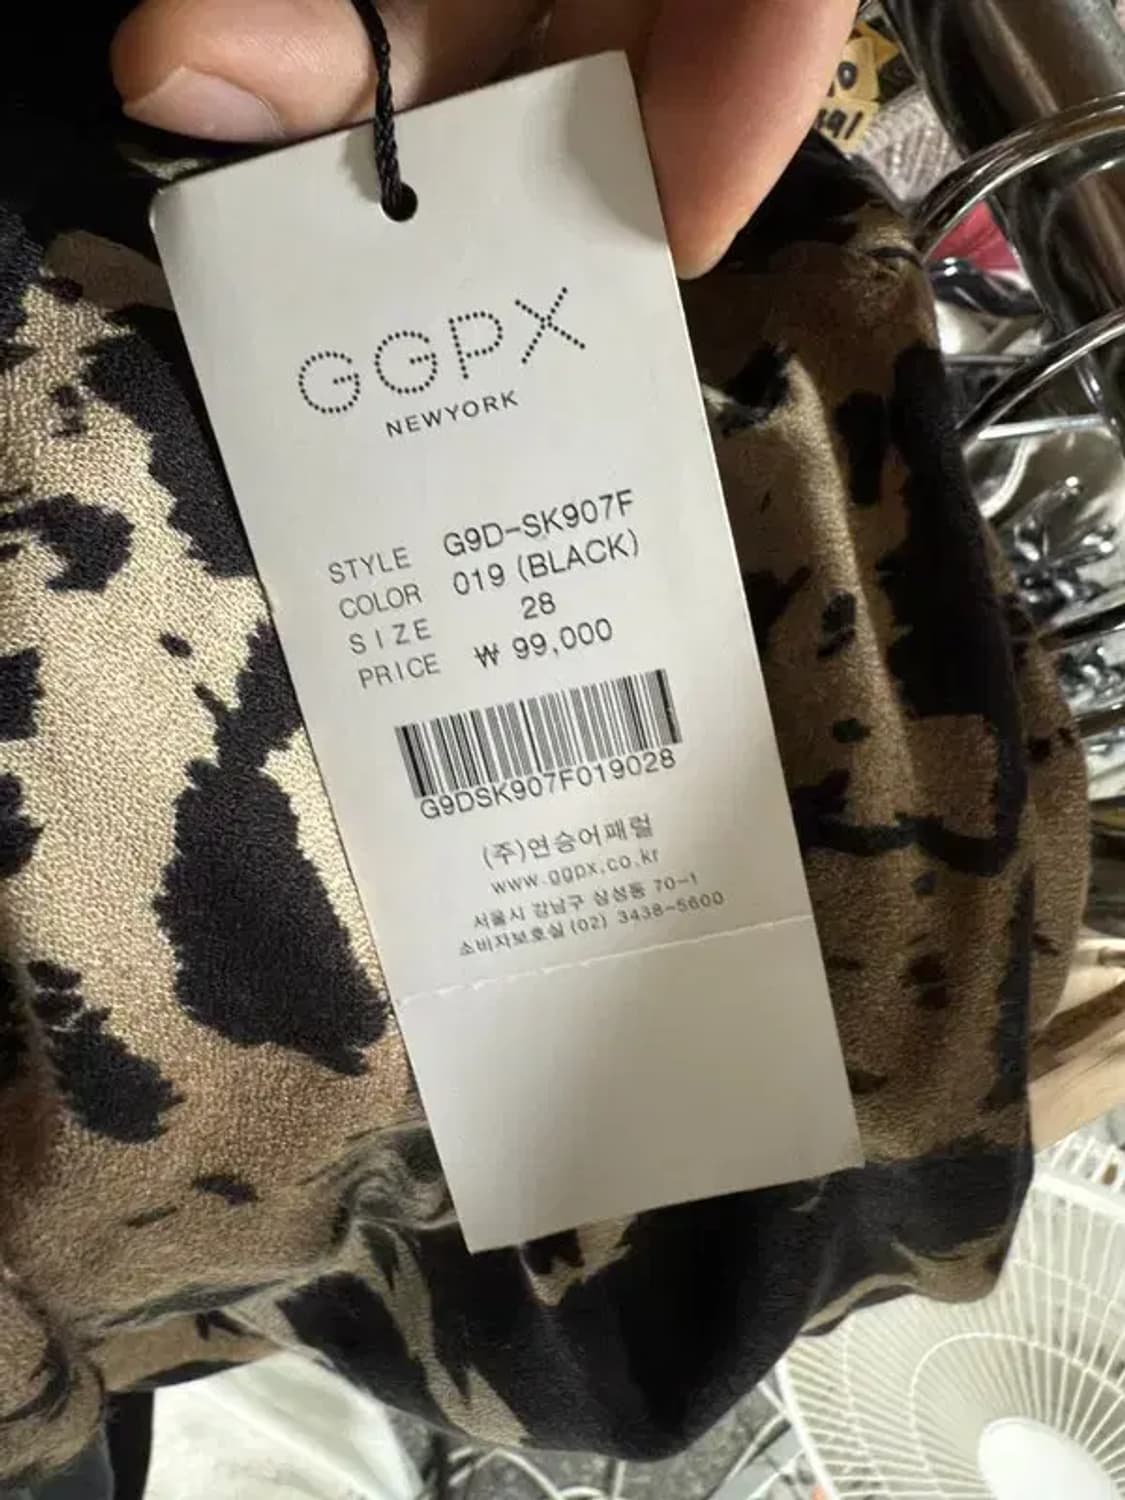 GGPX
NEWYORK
STYLE G9D-SK907F
COLOR 019 (BLACK)
SIZE 28
PRICE ₩ 99,000
G9DSK907F019028
(주)연승어패럴
www.ggpx.co.kr
서울시 강남구 삼성동 70-1
소비자보호실 (02) 3438-5600